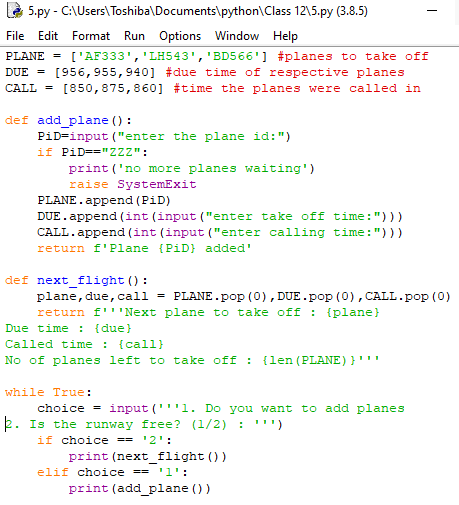 5.py - C:\Users\Toshiba\Documents\python\Class 12\5.py (3.8.5)
File Edit Format Run Options Window Help
PLANE = ['AF333','LH543','BD566'] #planes to take off
DUE = [956,955,940] #due time of respective planes
CALL = [850,875,860] #time the planes were called in

def add_plane():
    PiD=input("enter the plane id:")
    if PiD=="ZZZ":
        print('no more planes waiting')
        raise SystemExit
    PLANE.append(PiD)
    DUE.append(int(input("enter take off time:")))
    CALL.append(int(input("enter calling time:")))
    return f'Plane {PiD} added'

def next_flight():
    plane,due,call = PLANE.pop(0),DUE.pop(0),CALL.pop(0)
    return f'''Next plane to take off : {plane}
Due time : {due}
Called time : {call}
No of planes left to take off : {len(PLANE)}'''

while True:
    choice = input('''1. Do you want to add planes
2. Is the runway free? (1/2) : ''')
    if choice == '2':
        print(next_flight())
    elif choice == '1':
        print(add_plane())